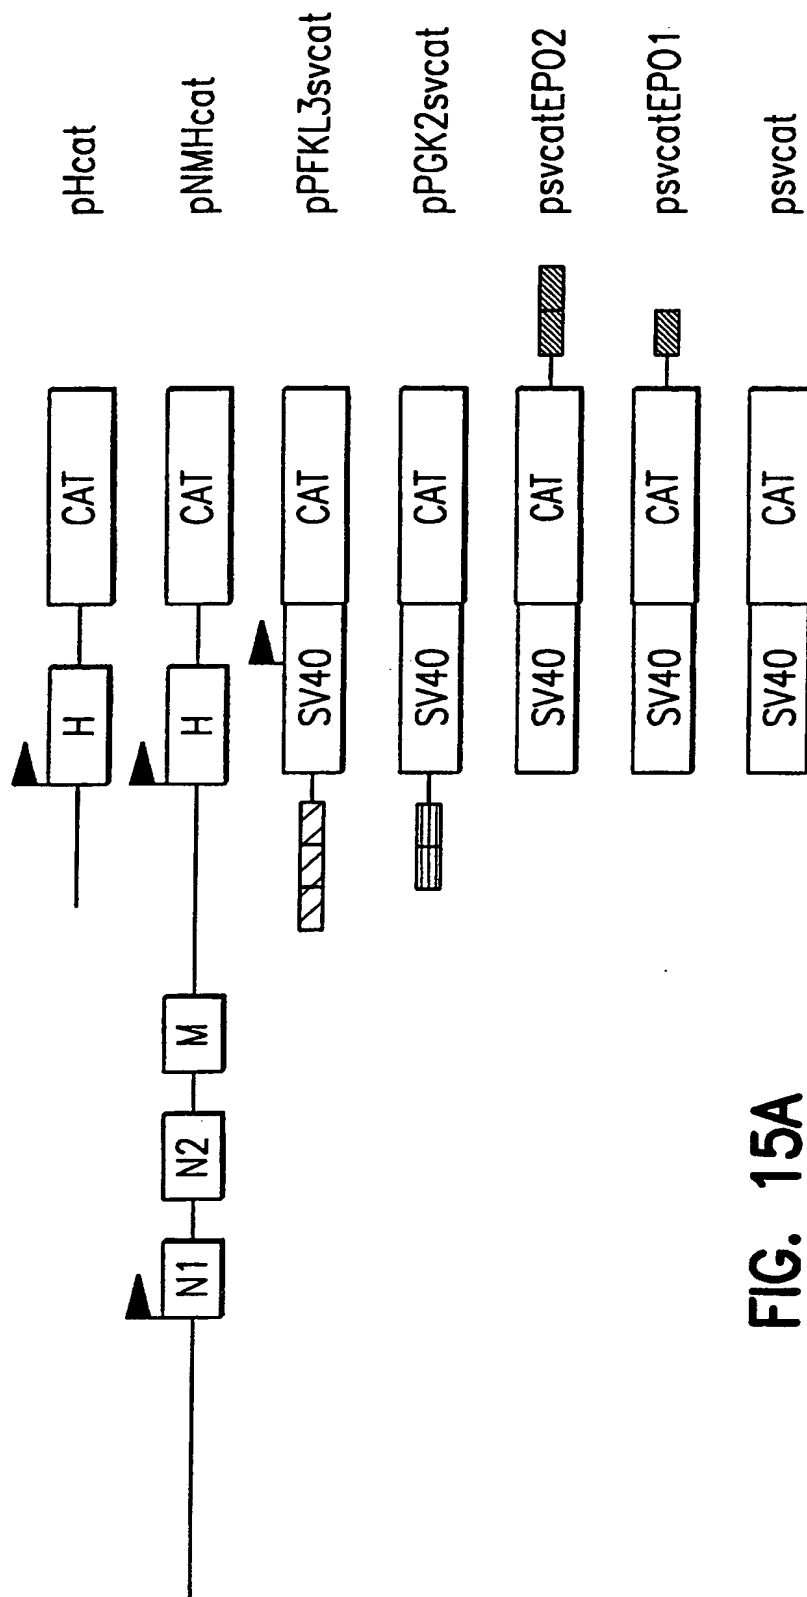 H CAT pHcat
N1 N2 M H CAT pNMHcat
SV40 CAT pPFKL3svcat
SV40 CAT pPGK2svcat
SV40 CAT psvcatEPO2
SV40 CAT psvcatEPO1
SV40 CAT psvcat
FIG. 15A